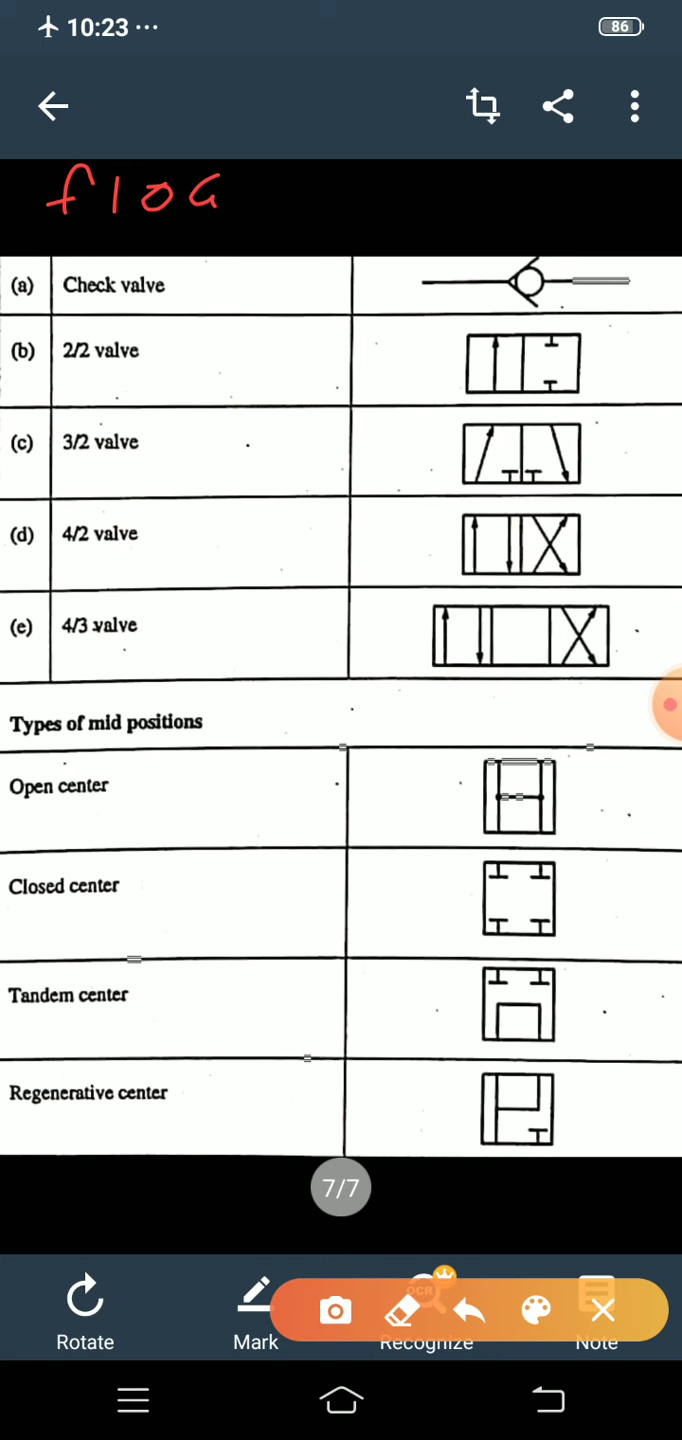 10:23
86
(a) Check valve
(b) 2/2 valve
(c) 3/2 valve
(d) 4/2 valve
(e) 4/3 valve
Types of mid positions
Open center
Closed center
Tandem center
Regenerative center
7/7
OCR
Rotate Mark Recognize Note